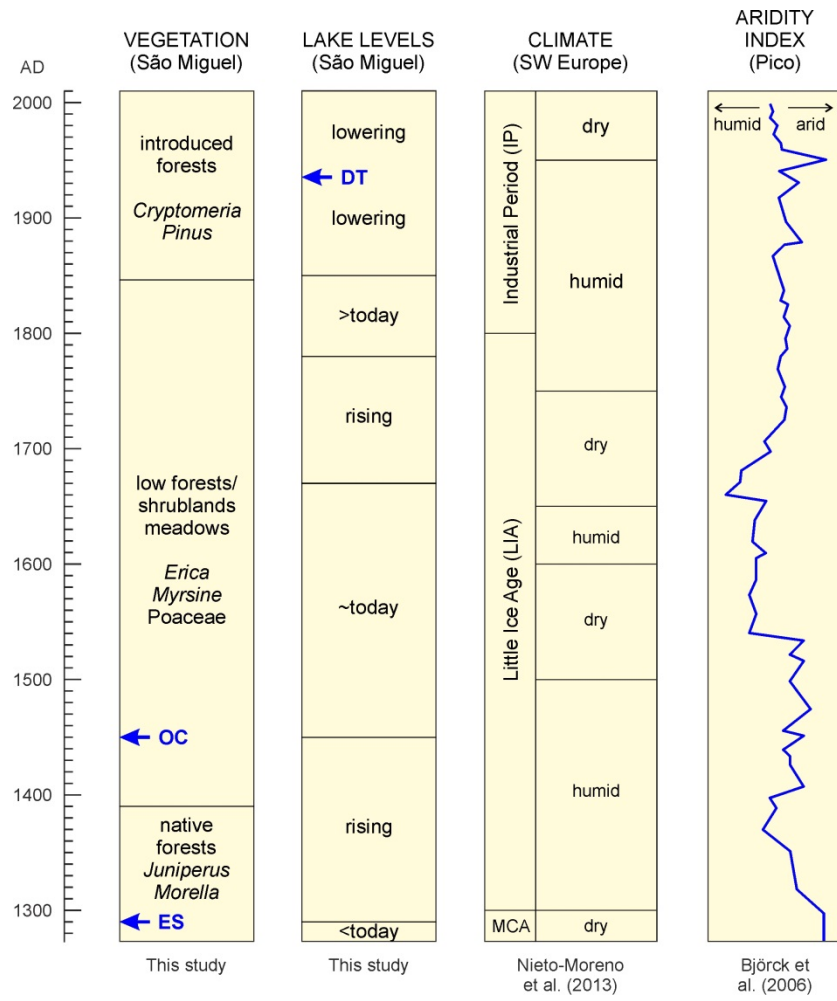 VEGETATION
(São Miguel)
LAKE LEVELS
(São Miguel)
CLIMATE
(SW Europe)
ARIDITY
INDEX
(Pico)
AD
2000
1900
1800
1700
1600
1500
1400
1300
introduced
forests
Cryptomeria
Pinus
low forests/
shrublands
meadows
Erica
Myrsine
Poaceae
OC
native
forests
Juniperus
Morella
ES
This study
lowering
DT
lowering
>today
rising
~today
rising
<today
This study
Industrial Period (IP)
Little Ice Age (LIA)
MCA
dry
humid
dry
humid
dry
humid
dry
Nieto-Moreno
et al. (2013)
humid
arid
Björck et
al. (2006)